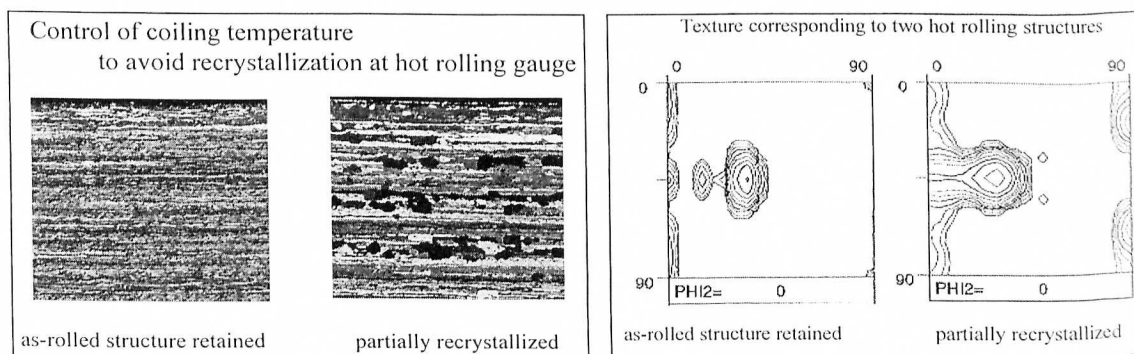 Control of coiling temperature
to avoid recrystallization at hot rolling gauge
as-rolled structure retained
partially recrystallized
Texture corresponding to two hot rolling structures
0 90
0
90
PHI2= 0
as-rolled structure retained
0 90
0
90
PHI2= 0
partially recrystallized